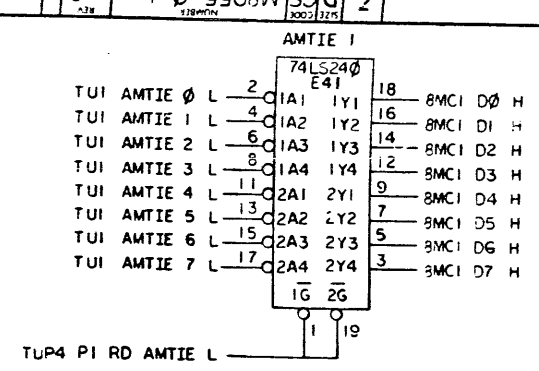 AMTIE 1
74LS24Ø
E41
TU1 AMTIE Ø L 2 1A1 1Y1 18 8MC1 DØ H
TU1 AMTIE 1 L 4 1A2 1Y2 16 8MC1 D1 H
TU1 AMTIE 2 L 6 1A3 1Y3 14 8MC1 D2 H
TU1 AMTIE 3 L 8 1A4 1Y4 12 8MC1 D3 H
TU1 AMTIE 4 L 11 2A1 2Y1 9 8MC1 D4 H
TU1 AMTIE 5 L 13 2A2 2Y2 7 8MC1 D5 H
TU1 AMTIE 6 L 15 2A3 2Y3 5 8MC1 D6 H
TU1 AMTIE 7 L 17 2A4 2Y4 3 8MC1 D7 H
1G 2G
1 19
TUP4 P1 RD AMTIE L